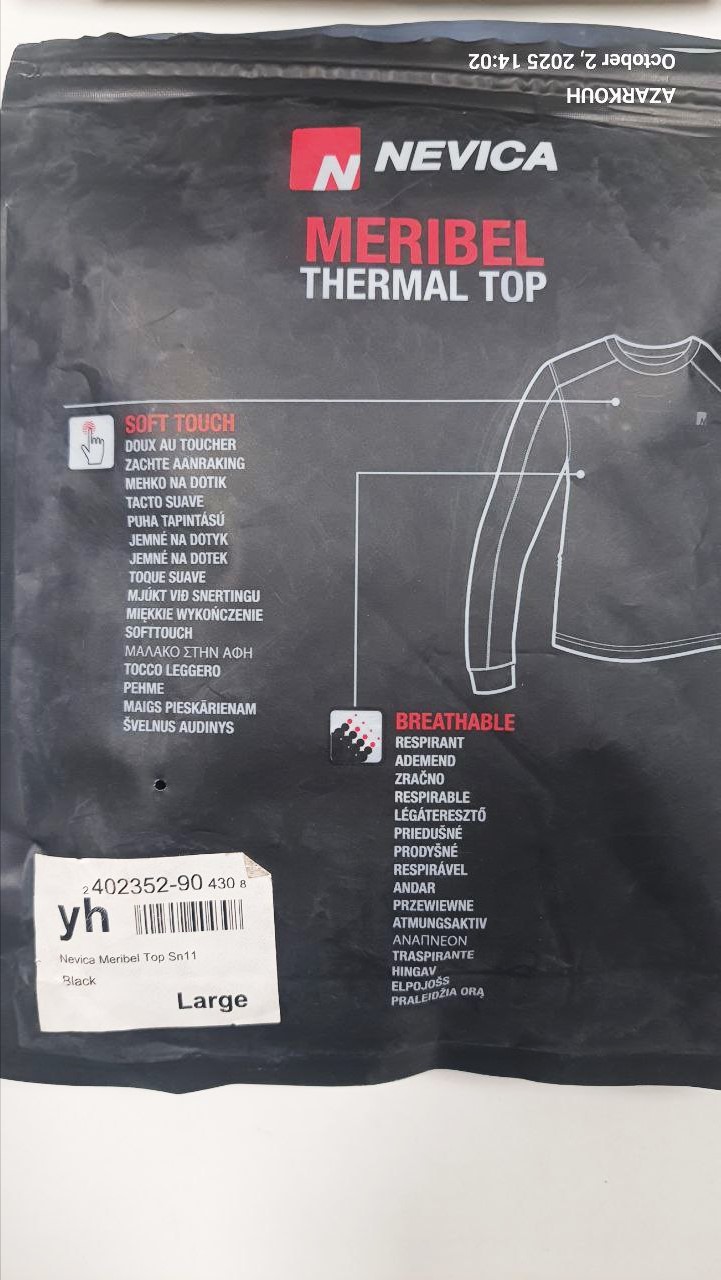 October 2, 2025 14:02
AZARKOUH
N NEVICA
MERIBEL
THERMAL TOP
SOFT TOUCH
DOUX AU TOUCHER
ZACHTE AANRAKING
MEHKO NA DOTIK
TACTO SUAVE
PUHA TAPINTÁSÚ
JEMNÉ NA DOTYK
JEMNÉ NA DOTEK
TOQUE SUAVE
MJÚKT VIÐ SNERTINGU
MIĘKKIE WYKOŃCZENIE
SOFTTOUCH
ΜΑΛΑΚΟ ΣΤΗΝ ΑΦΗ
TOCCO LEGGERO
PEHME
MAIGS PIESKĀRIENAM
ŠVELNUS AUDINYS
BREATHABLE
RESPIRANT
ADEMEND
ZRAČNO
RESPIRABLE
LÉGÁTERESZTŐ
PRIEDUŠNÉ
PRODYŠNÉ
RESPIRÁVEL
ANDAR
PRZEWIEWNE
ATMUNGSAKTIV
ΑΝΑΠΝΕΟΝ
TRASPIRANTE
HINGAV
ELPOJOŠS
PRALEIDŽIA ORĄ
2 402352-90 430 8
yh
Nevica Meribel Top Sn11
Black
Large